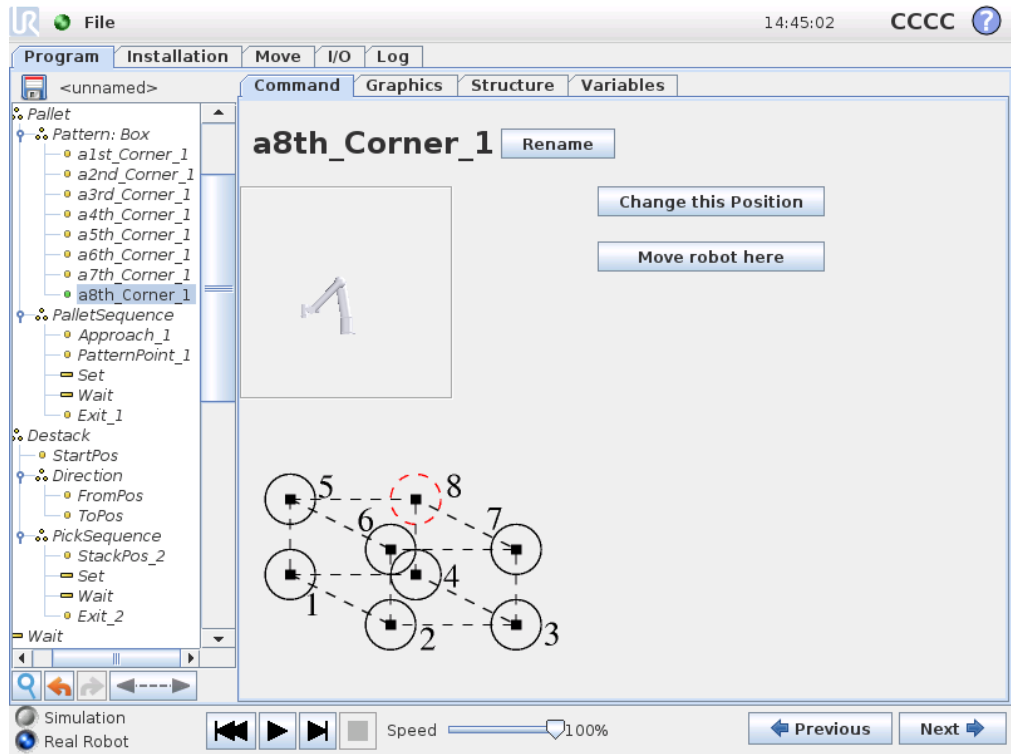 UR File 14:45:02 CCCC ?
Program Installation Move I/O Log
<unnamed> Command Graphics Structure Variables
Pallet
Pattern: Box
a1st_Corner_1
a2nd_Corner_1
a3rd_Corner_1
a4th_Corner_1
a5th_Corner_1
a6th_Corner_1
a7th_Corner_1
a8th_Corner_1
PalletSequence
Approach_1
PatternPoint_1
Set
Wait
Exit_1
Destack
StartPos
Direction
FromPos
ToPos
PickSequence
StackPos_2
Set
Wait
Exit_2
Wait
a8th_Corner_1 Rename
Change this Position
Move robot here
5 8
6 7
4
1
2 3
Simulation
Real Robot
Speed 100%
Previous Next